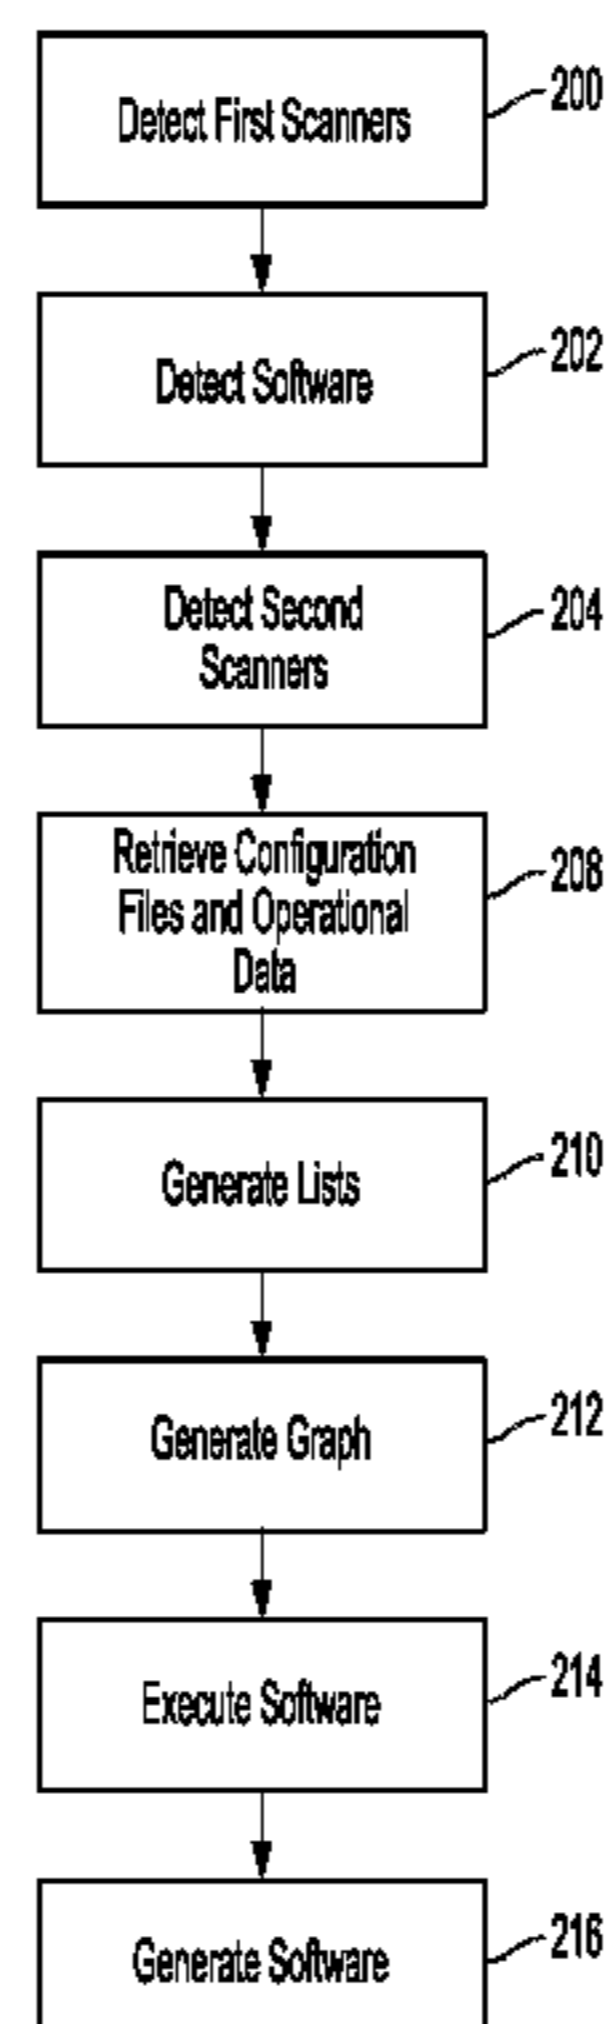 Detect First Scanners
200
Detect Software
202
Detect Second
Scanners
204
Retrieve Configuration
Files and Operational
Data
208
Generate Lists
210
Generate Graph
212
Execute Software
214
Generate Software
216